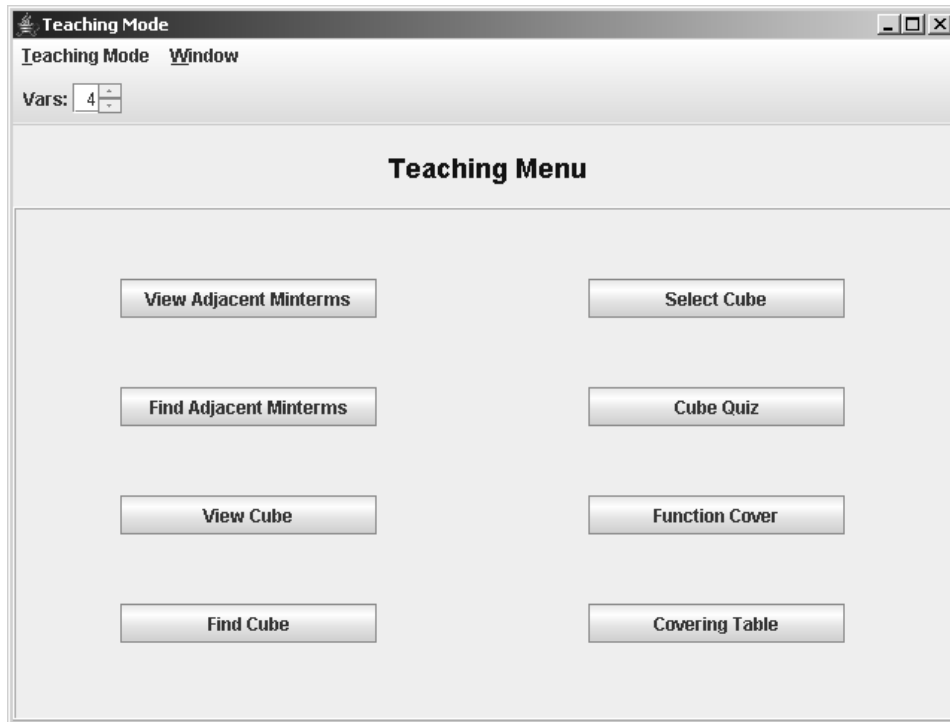 Teaching Mode
Teaching Mode Window
Vars: 4
Teaching Menu
View Adjacent Minterms
Select Cube
Find Adjacent Minterms
Cube Quiz
View Cube
Function Cover
Find Cube
Covering Table